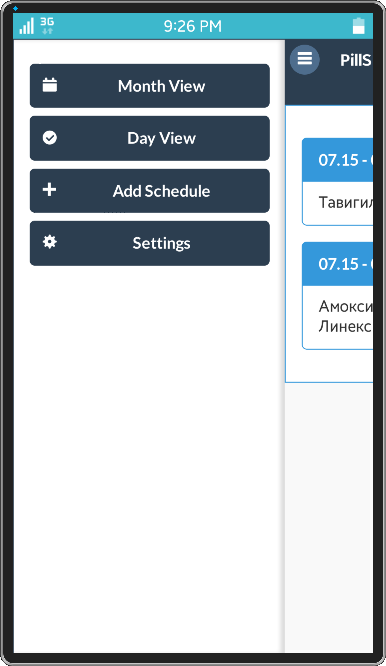 3G
9:26 PM
PillS
Month View
Day View
Add Schedule
Settings
07.15 -
Тавигил
07.15 -
Амокси
Линекс